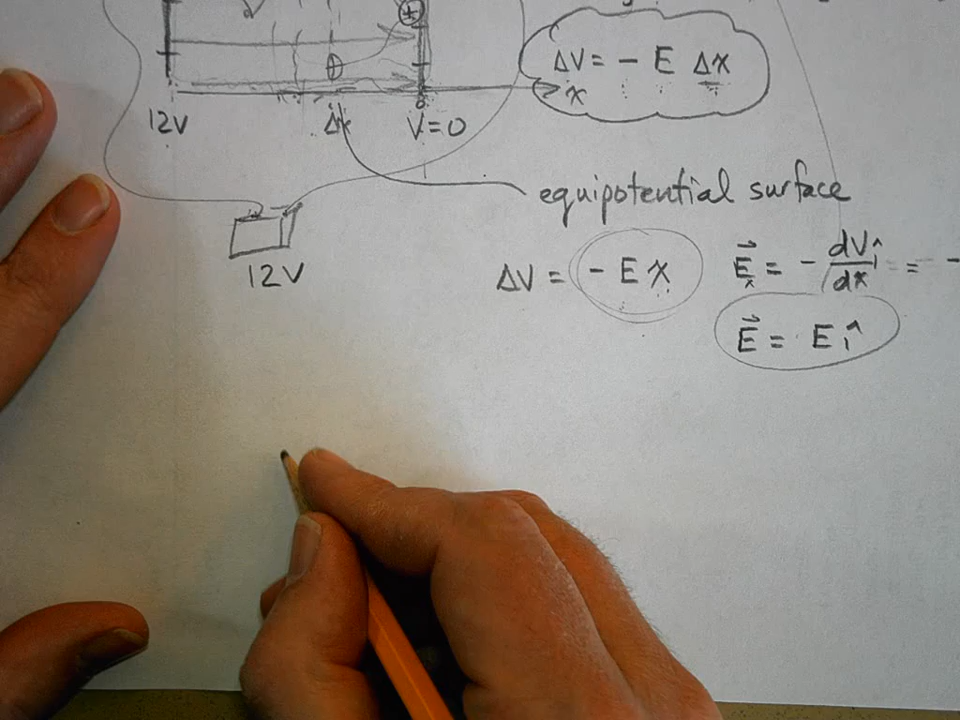 ΔV = - E Δx
x
12V
Δx
V=0
equipotential surface
12V
ΔV = - E x
E⃗x = - dV/dx î = -
E⃗ = E î